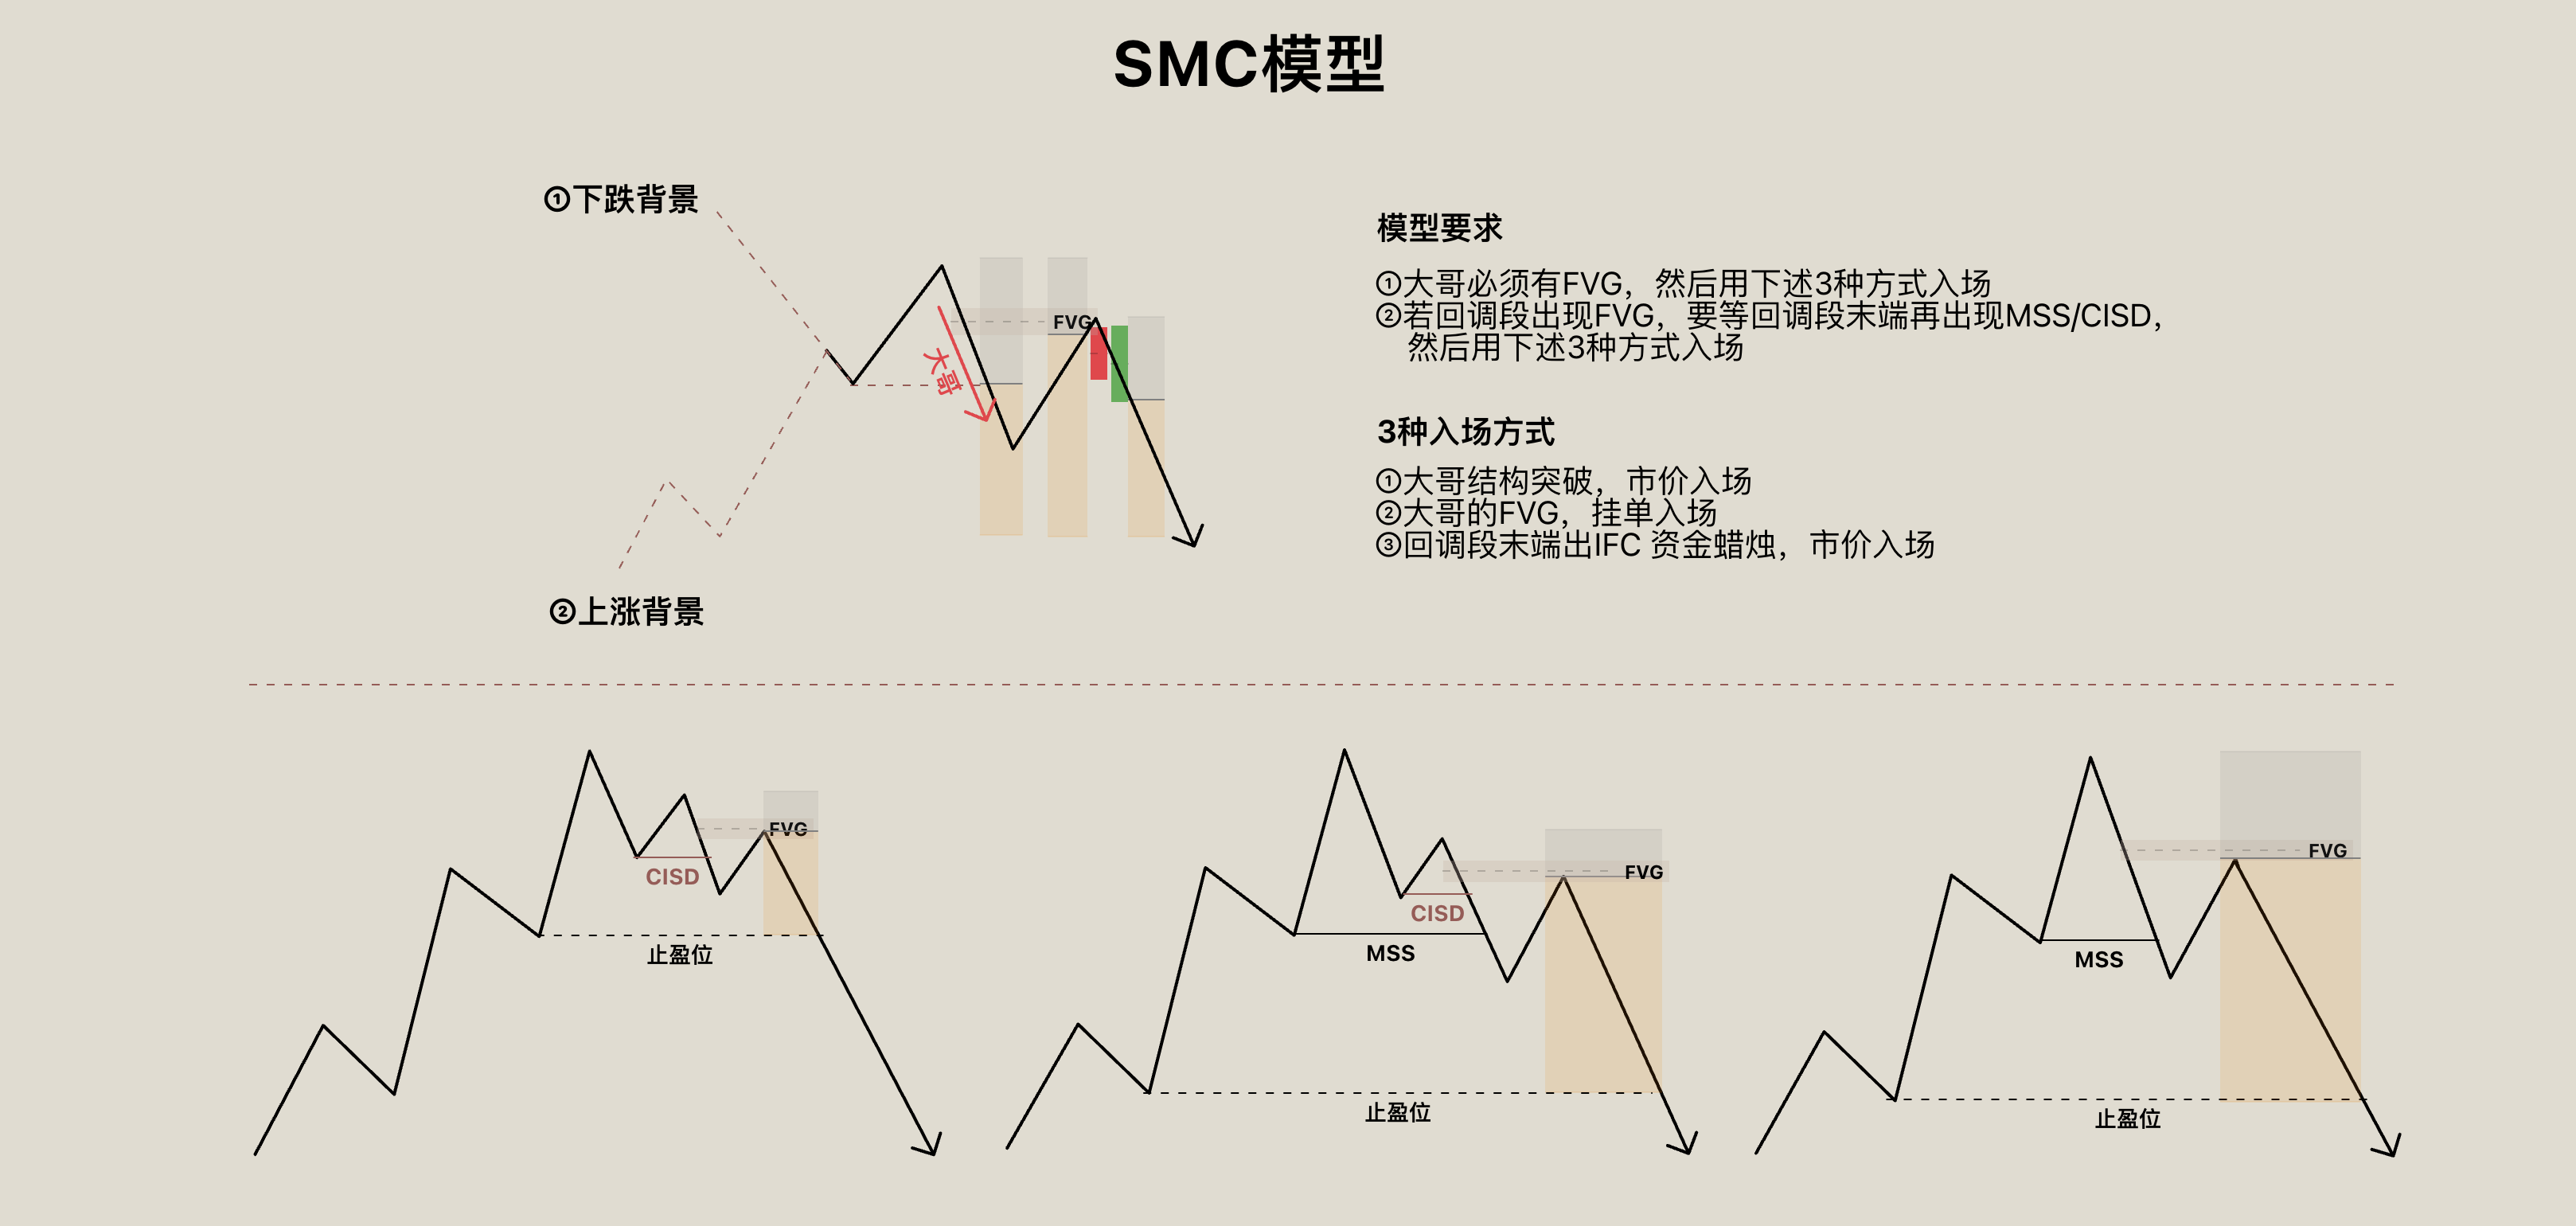 SMC模型
①下跌背景
FVG
大哥
②上涨背景
模型要求
①大哥必须有FVG，然后用下述3种方式入场
②若回调段出现FVG，要等回调段末端再出现MSS/CISD，
然后用下述3种方式入场
3种入场方式
①大哥结构突破，市价入场
②大哥的FVG，挂单入场
③回调段末端出IFC 资金蜡烛，市价入场
FVG
CISD
止盈位
FVG
CISD
MSS
止盈位
FVG
MSS
止盈位